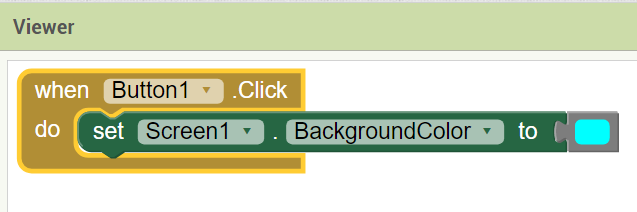 Viewer
when Button1 .Click
do set Screen1 . BackgroundColor to